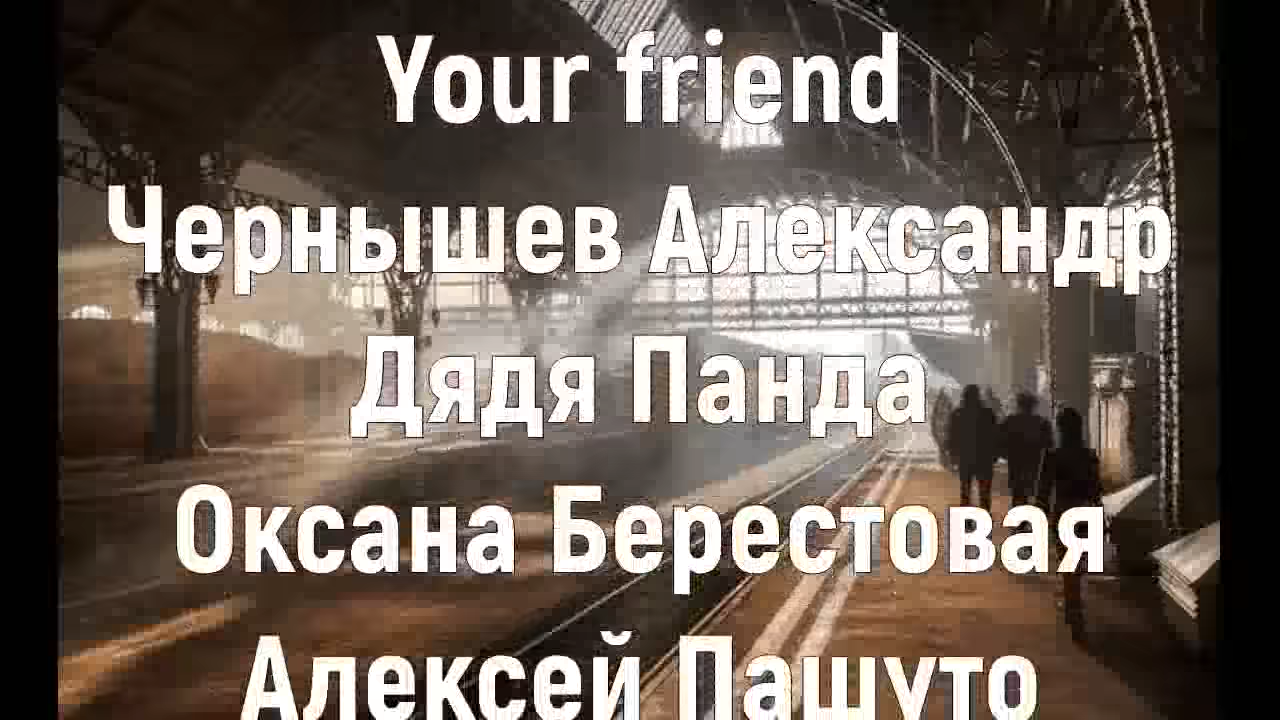 Your friend
Чернышев Александр
Дядя Панда
Оксана Берестовая
Алексей Пашуто